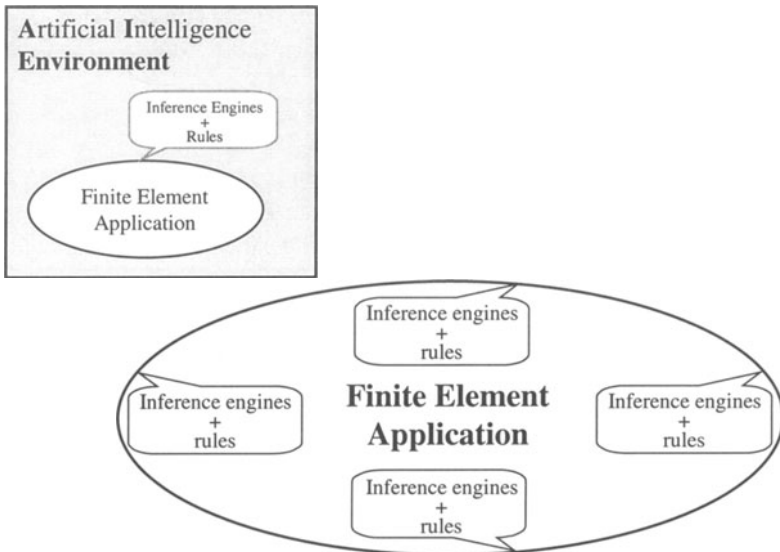 Artificial Intelligence
Environment
Inference Engines
+
Rules
Finite Element
Application
Inference engines
+
rules
Inference engines
+
rules
Finite Element
Application
Inference engines
+
rules
Inference engines
+
rules